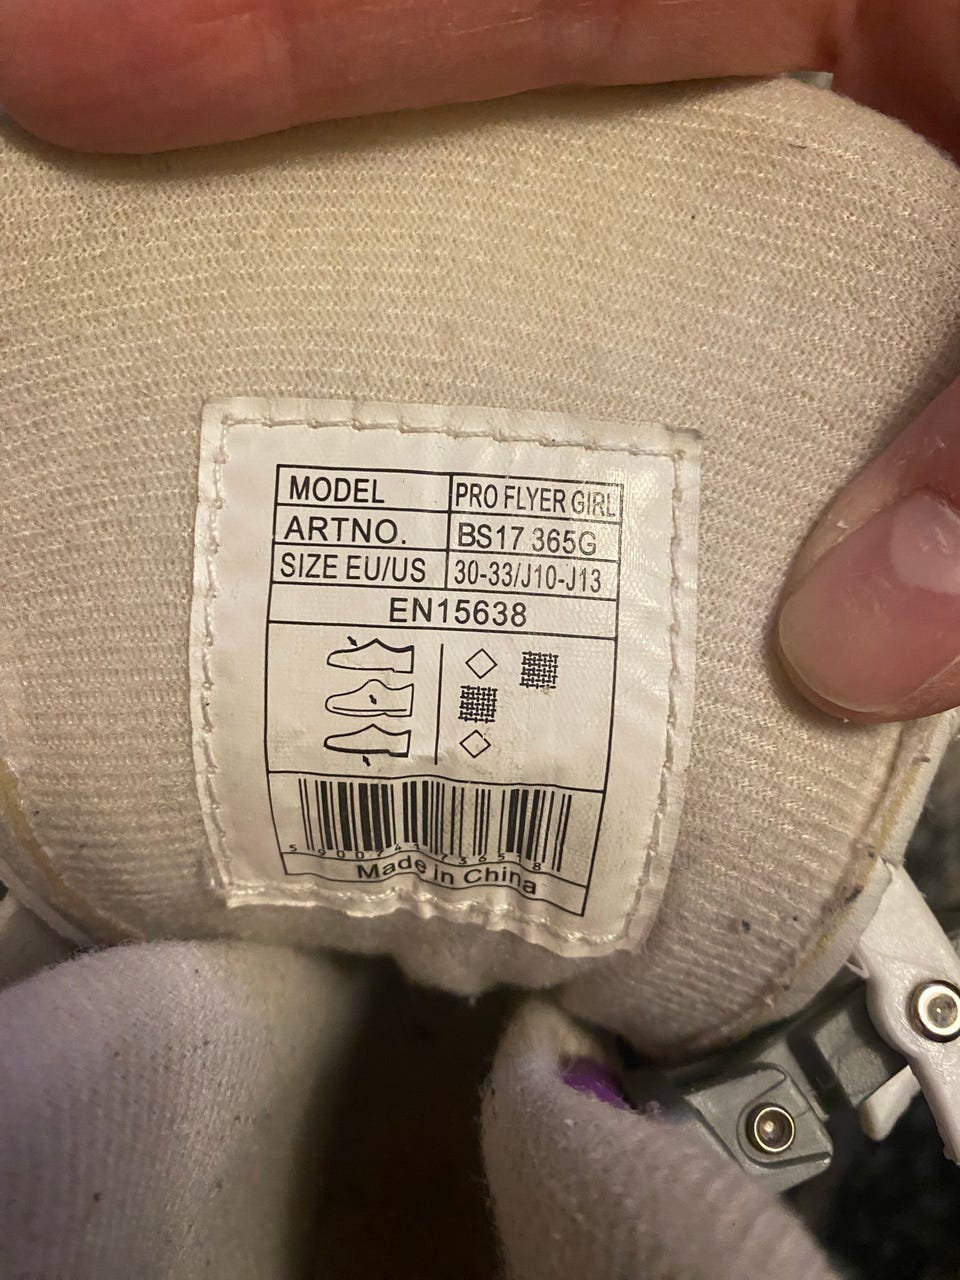 MODEL PRO FLYER GIRL
ARTNO. BS17 365G
SIZE EU/US 30-33/J10-J13
EN15638
Made in China